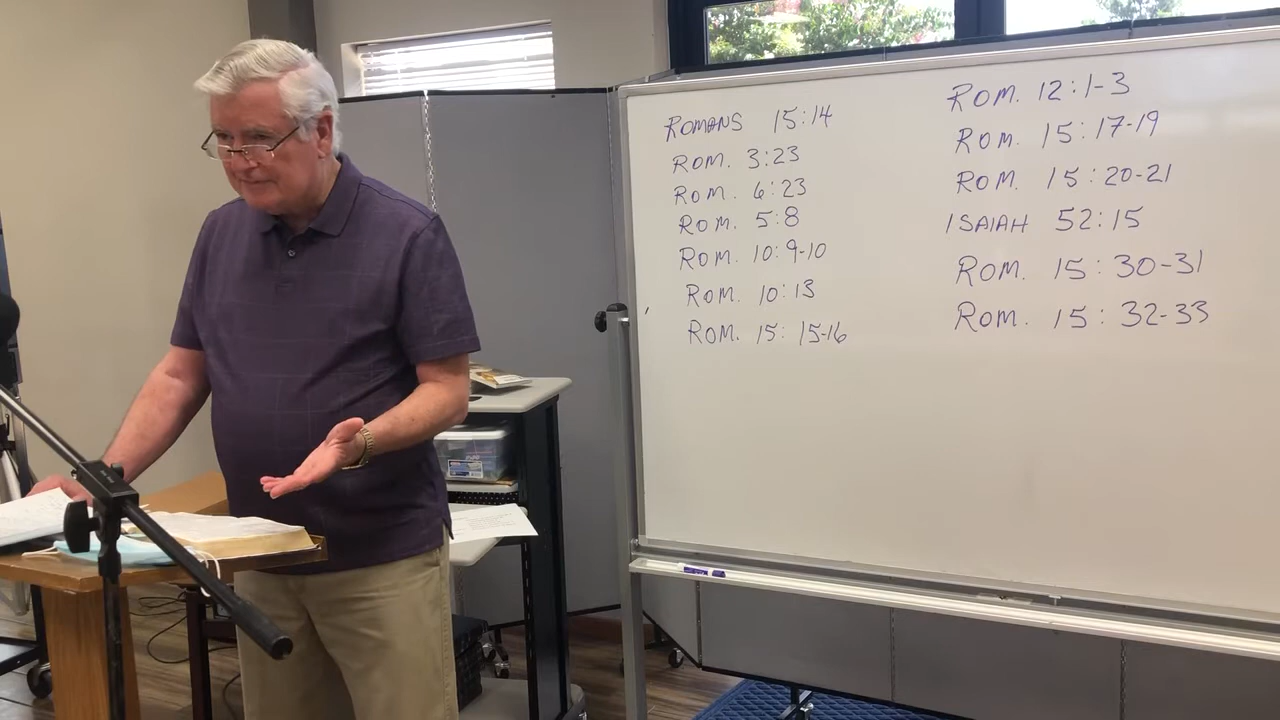 ROMANS 15:14
ROM. 3:23
ROM. 6:23
ROM. 5:8
ROM. 10:9-10
ROM. 10:13
ROM. 15:15-16
ROM. 12:1-3
ROM. 15:17-19
ROM. 15:20-21
ISAIAH 52:15
ROM. 15:30-31
ROM. 15:32-33